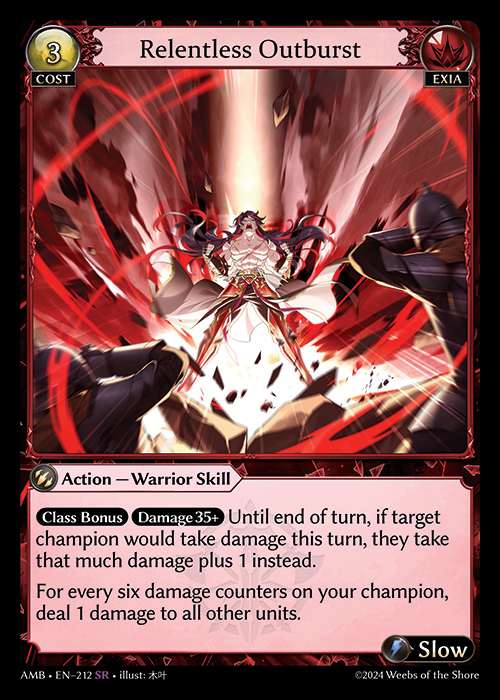 3
COST
Relentless Outburst
EXIA
Action — Warrior Skill
Class Bonus Damage 35+ Until end of turn, if target
champion would take damage this turn, they take
that much damage plus 1 instead.
For every six damage counters on your champion,
deal 1 damage to all other units.
Slow
AMB • EN-212 SR • illust: 木叶
©2024 Weebs of the Shore